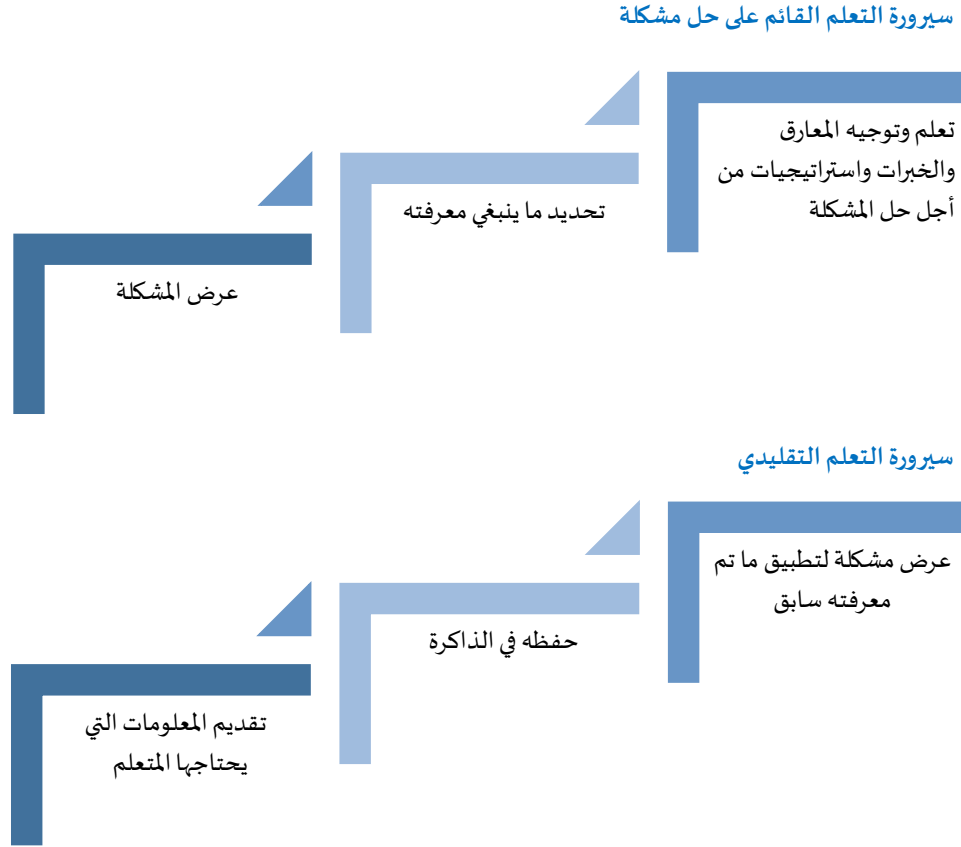 سيرورة التعلم القائم على حل مشكلة
عرض المشكلة
تحديد ما ينبغي معرفته
تعلم وتوجيه المعارق
والخبرات واستراتيجيات من
أجل حل المشكلة
سيرورة التعلم التقليدي
تقديم المعلومات التي
يحتاجها المتعلم
حفظه في الذاكرة
عرض مشكلة لتطبيق ما تم
معرفته سابق